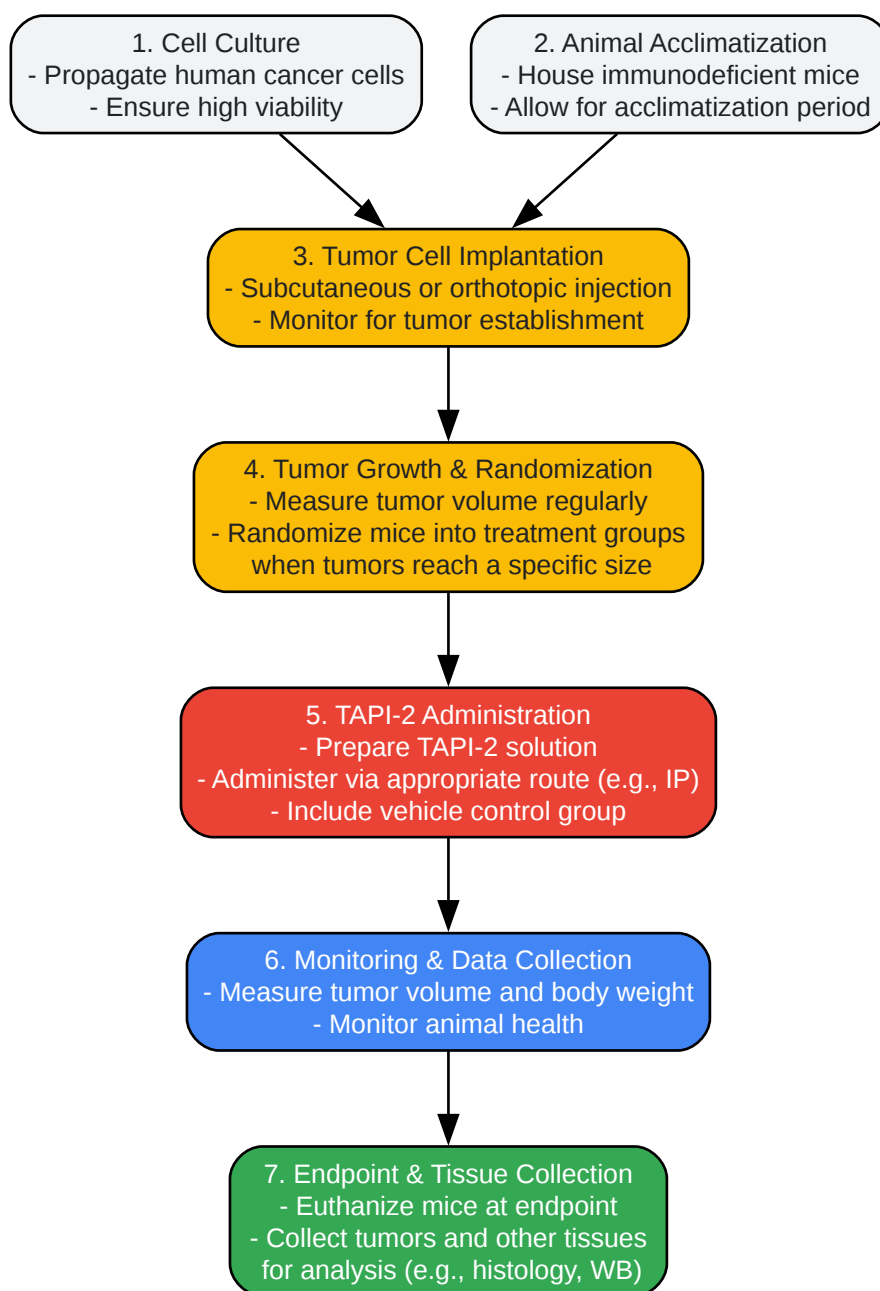 1. Cell Culture
- Propagate human cancer cells
- Ensure high viability
2. Animal Acclimatization
- House immunodeficient mice
- Allow for acclimatization period
3. Tumor Cell Implantation
- Subcutaneous or orthotopic injection
- Monitor for tumor establishment
4. Tumor Growth & Randomization
- Measure tumor volume regularly
- Randomize mice into treatment groups
when tumors reach a specific size
5. TAPI-2 Administration
- Prepare TAPI-2 solution
- Administer via appropriate route (e.g., IP)
- Include vehicle control group
6. Monitoring & Data Collection
- Measure tumor volume and body weight
- Monitor animal health
7. Endpoint & Tissue Collection
- Euthanize mice at endpoint
- Collect tumors and other tissues
for analysis (e.g., histology, WB)